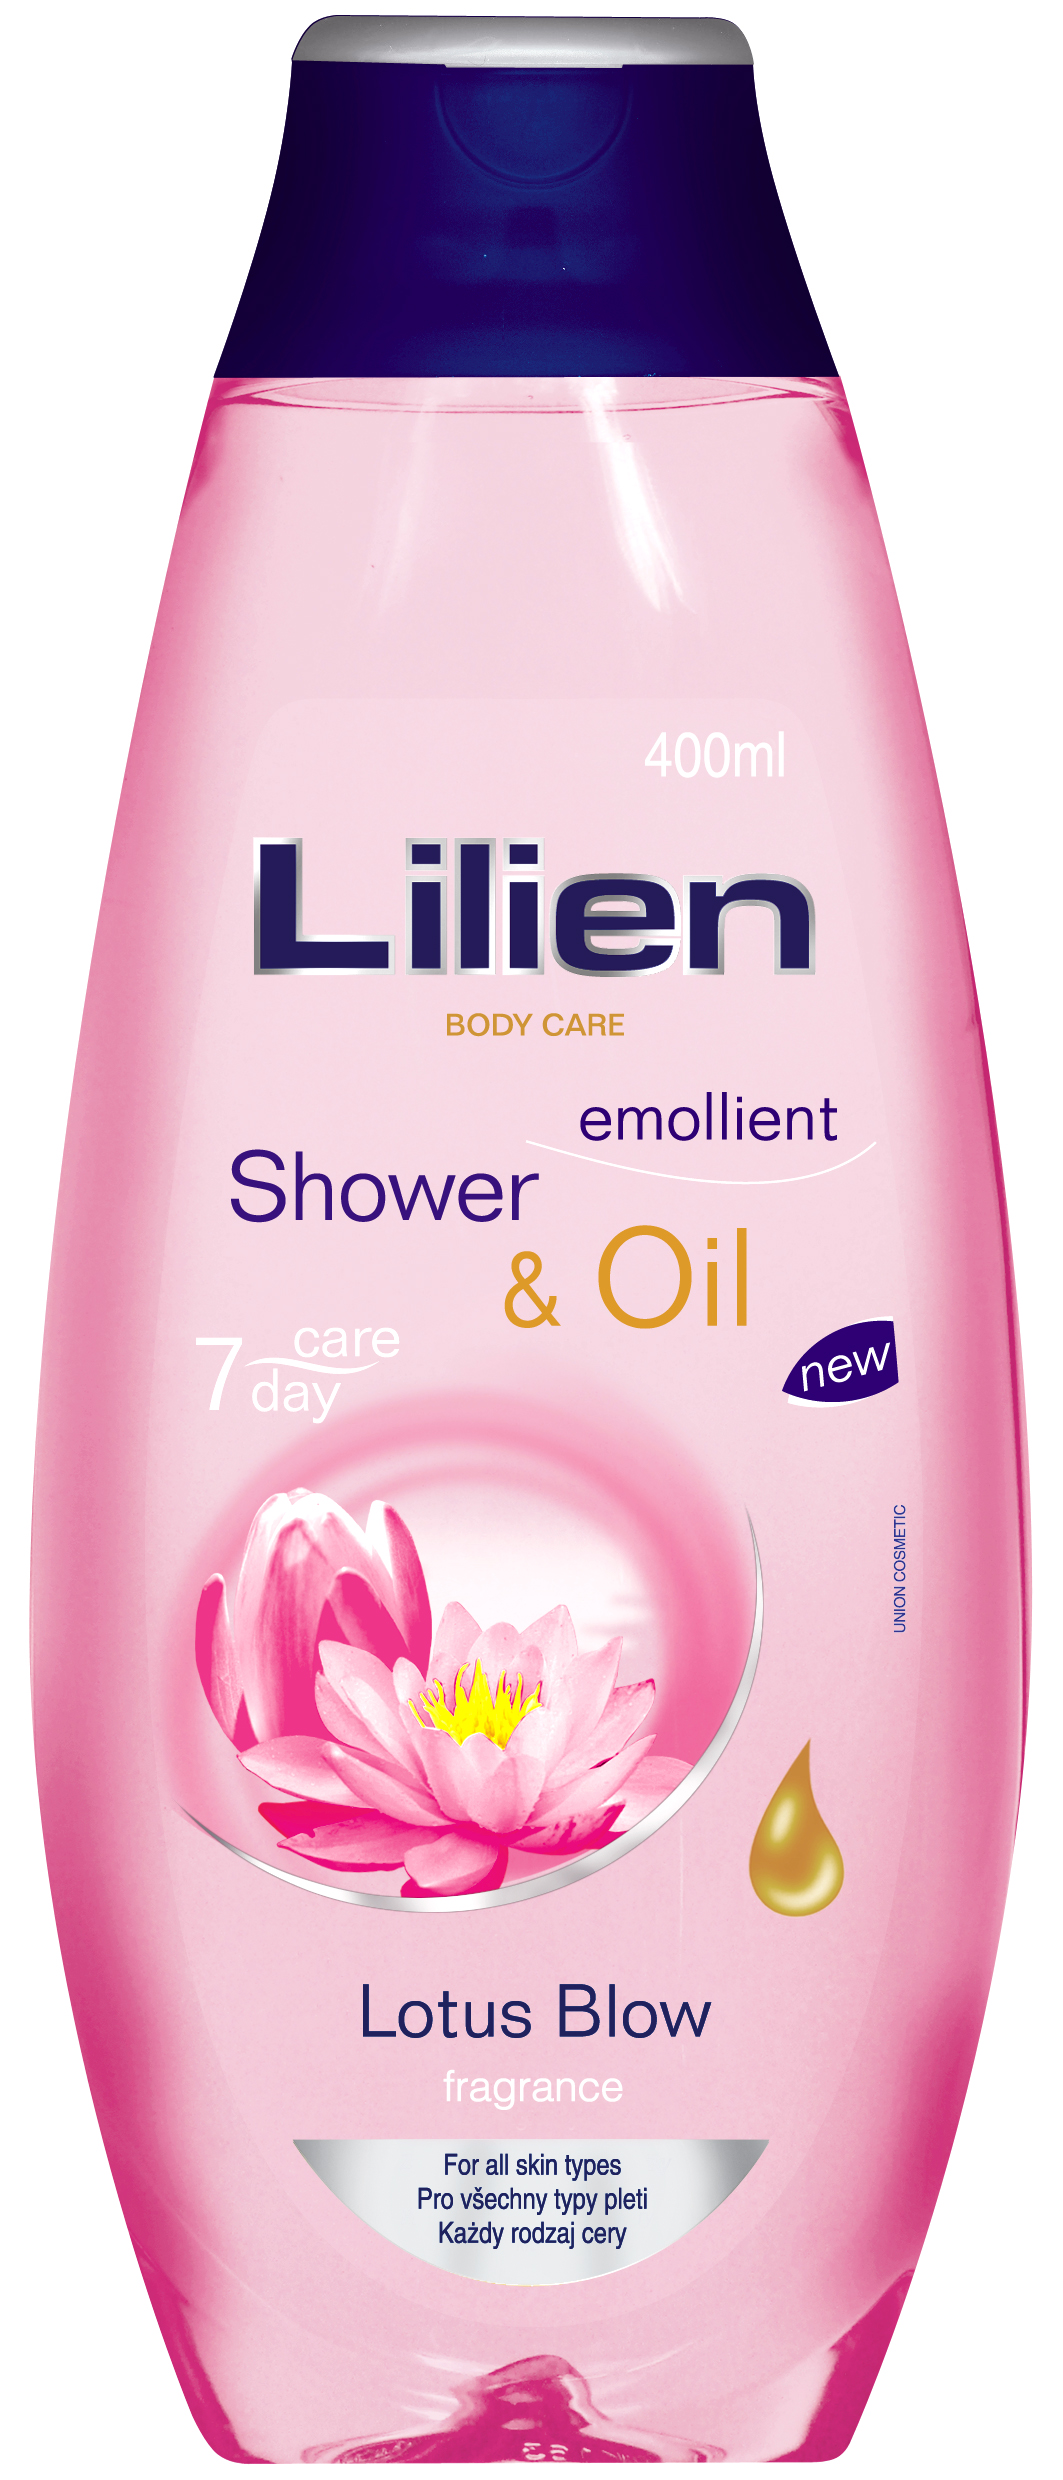 400ml
Lilien
BODY CARE
emollient
Shower
& Oil
7 day care
new
UNION COSMETIC
Lotus Blow
fragrance
For all skin types
Pro všechny typy pleti
Każdy rodzaj cery